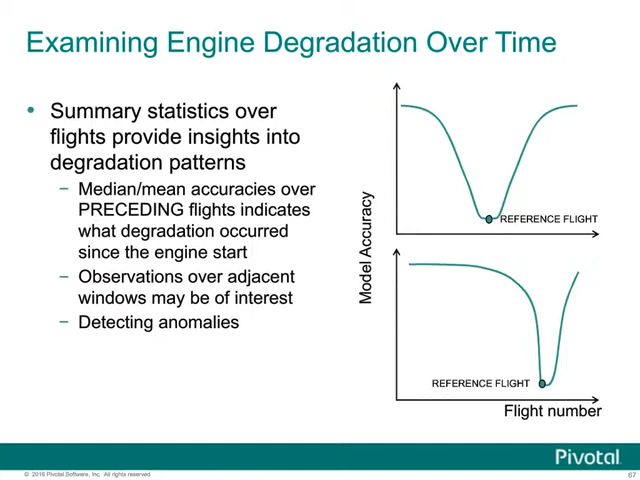 Examining Engine Degradation Over Time
• Summary statistics over
flights provide insights into
degradation patterns
– Median/mean accuracies over
PRECEDING flights indicates
what degradation occurred
since the engine start
– Observations over adjacent
windows may be of interest
– Detecting anomalies
Model Accuracy
REFERENCE FLIGHT
REFERENCE FLIGHT
Flight number
Pivotal
© 2016 Pivotal Software, Inc. All rights reserved.
67